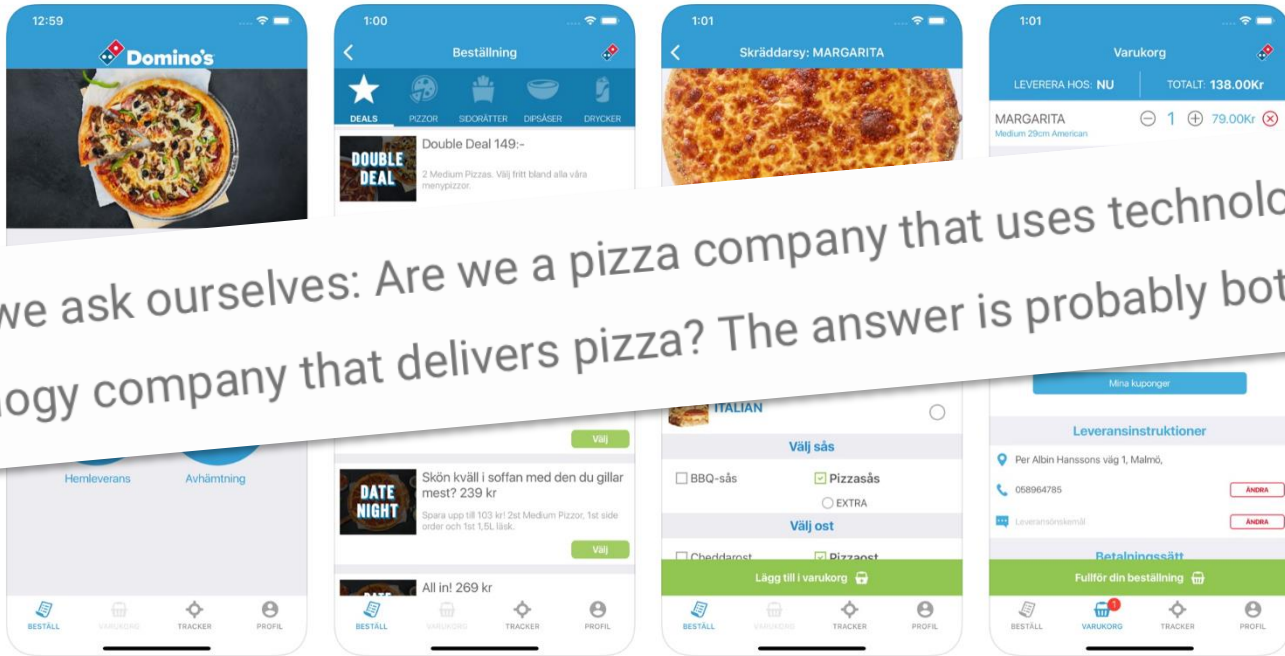 12:59
Domino's
Hemleverans
Avhämtning
BESTÄLL
VARUKORG
TRACKER
PROFIL
1:00
Beställning
DEALS
PIZZOR
SIDORÄTTER
DIPSÅSER
DRYCKER
DOUBLE
DEAL
Double Deal 149:-
2 Medium Pizzas. Välj fritt bland alla våra
menypizzor.
Välj
DATE
NIGHT
Skön kväll i soffan med den du gillar
mest? 239 kr
Spara upp till 103 kr! 2st Medium Pizzor, 1st side
order och 1st 1,5L läsk.
Välj
All in! 269 kr
BESTÄLL
VARUKORG
TRACKER
PROFIL
1:01
Skräddarsy: MARGARITA
ITALIAN
Välj sås
BBQ-sås
Pizzasås
EXTRA
Välj ost
Cheddarost
Pizzaost
Lägg till i varukorg
BESTÄLL
VARUKORG
TRACKER
PROFIL
1:01
Varukorg
LEVERERA HOS: NU
TOTALT: 138.00Kr
MARGARITA
1
79.00Kr
Medium 29cm American
Mina kuponger
Leveransinstruktioner
Per Albin Hanssons väg 1, Malmö,
058964785
ÄNDRA
Leveransönskemål
ÄNDRA
Betalningssätt
Fullför din beställning
BESTÄLL
1
VARUKORG
TRACKER
PROFIL
we ask ourselves: Are we a pizza company that uses technolo
ogy company that delivers pizza? The answer is probably bot